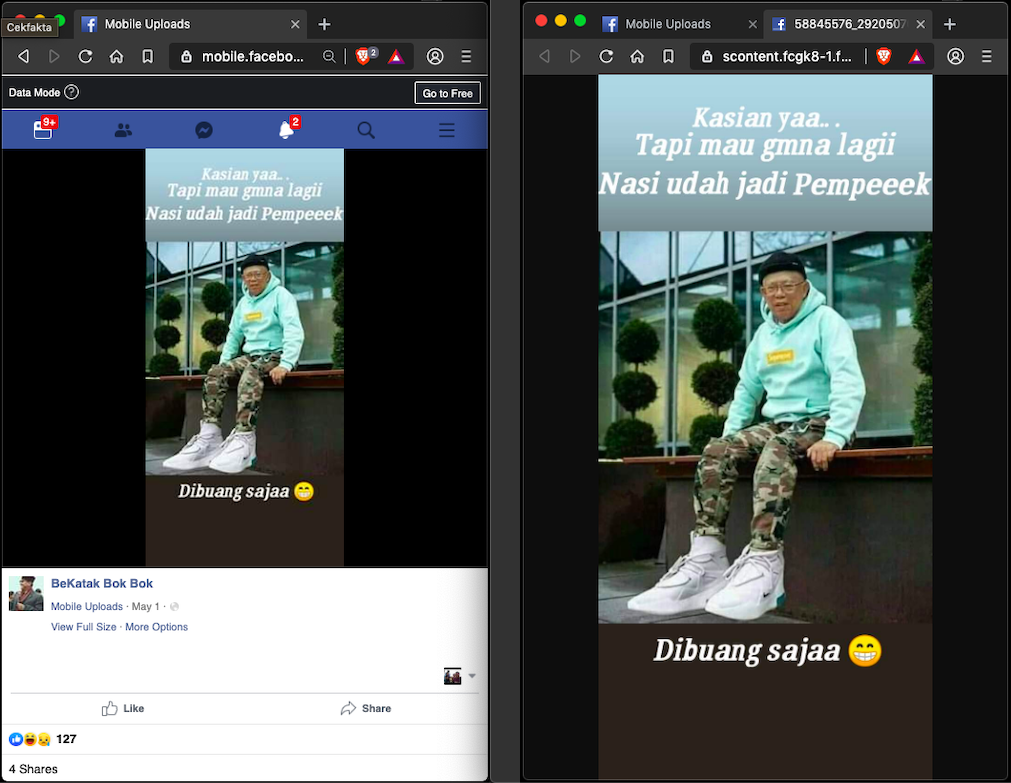 Cekfakta
Mobile Uploads
mobile.facebo...
2
Data Mode ?
Go to Free
9+
2
Kasian yaa.. .
Tapi mau gmna lagii
Nasi udah jadi Pempeeek
Dibuang sajaa
BeKatak Bok Bok
Mobile Uploads · May 1 ·
View Full Size · More Options
Like
Share
127
4 Shares
Mobile Uploads
58845576_2920507
scontent.fcgk8-1.f...
Kasian yaa.. .
Tapi mau gmna lagii
Nasi udah jadi Pempeeek
Dibuang sajaa